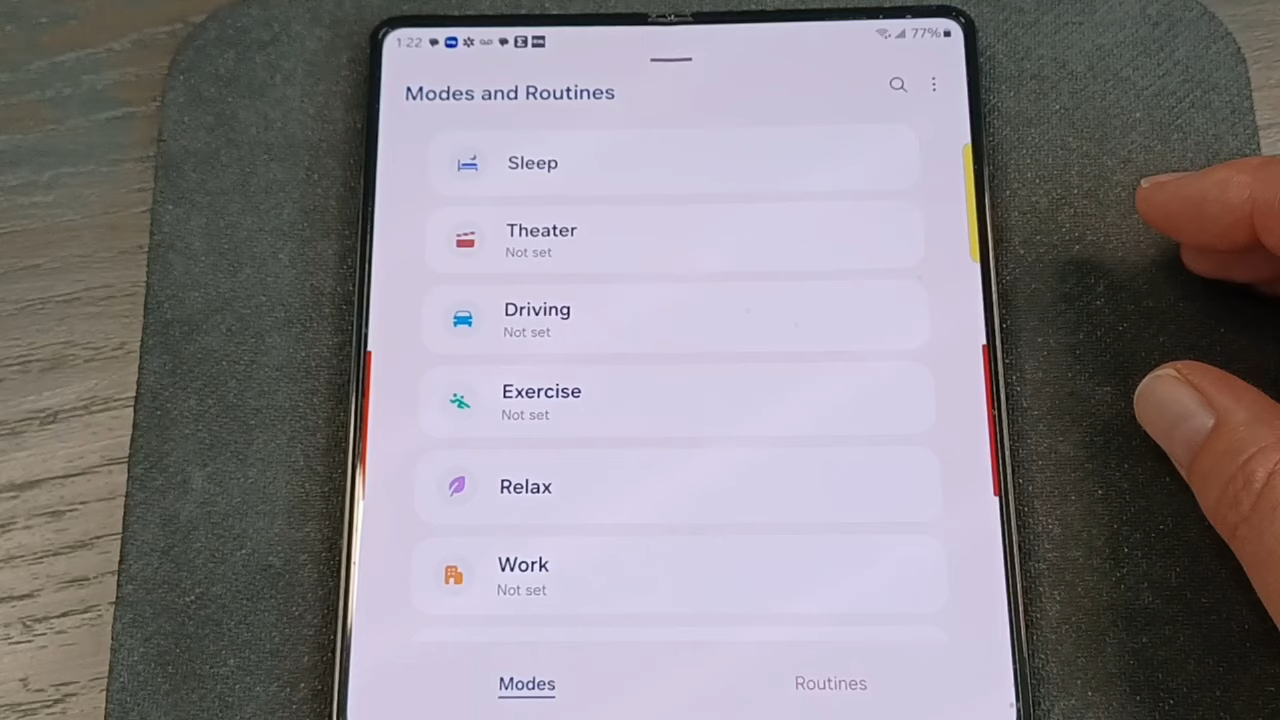 1:22
77%
Modes and Routines
Sleep
Theater
Not set
Driving
Not set
Exercise
Not set
Relax
Work
Not set
Modes
Routines